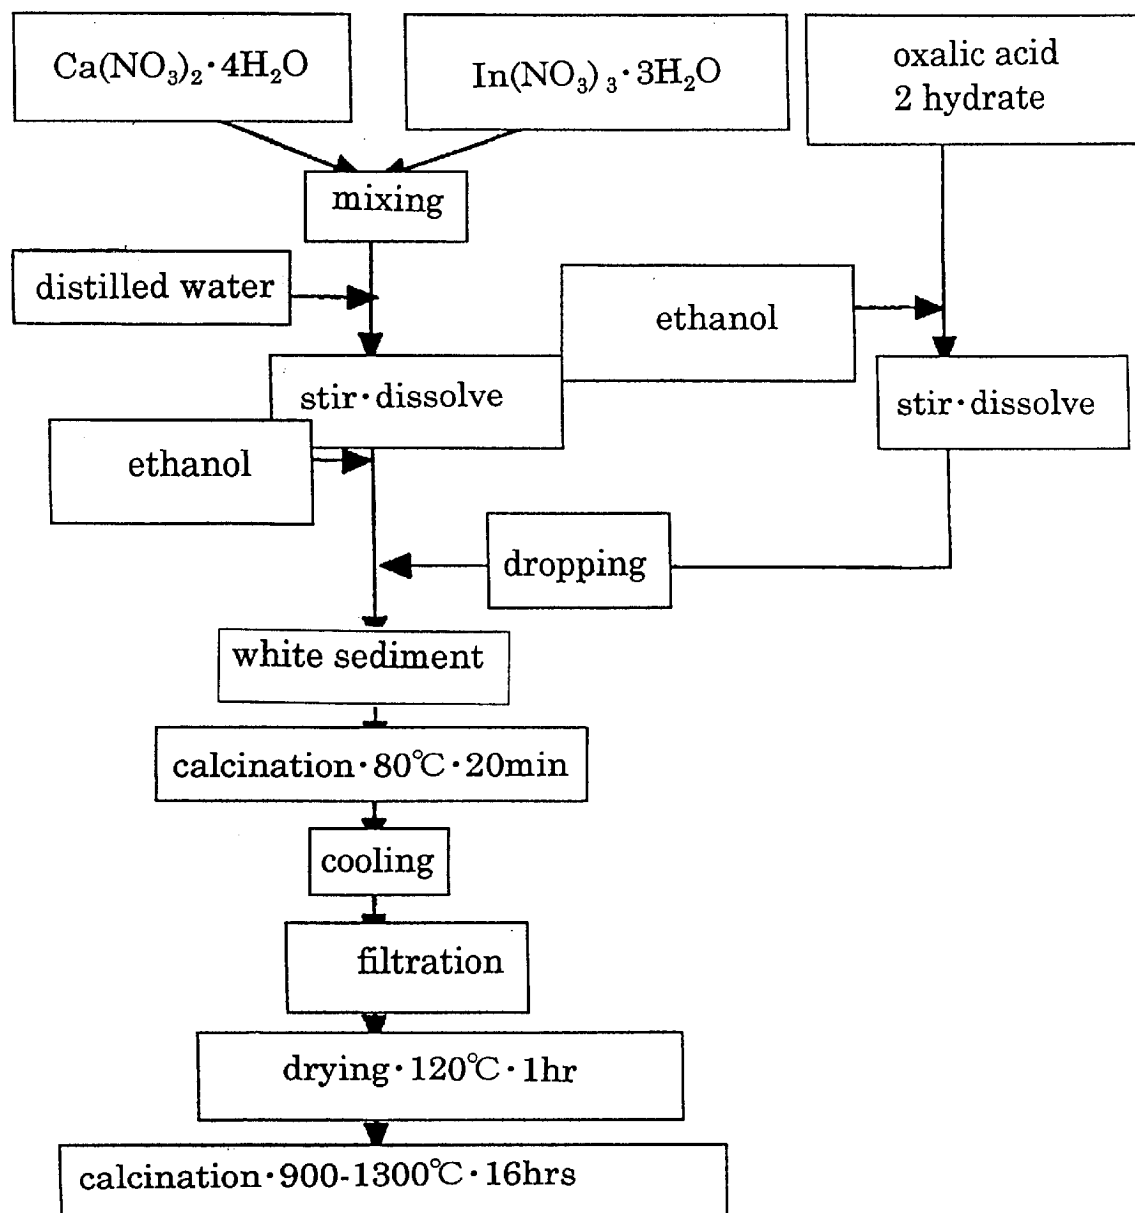 Ca(NO₃)₂·4H₂O
In(NO₃)₃·3H₂O
oxalic acid
2 hydrate
mixing
distilled water
ethanol
stir·dissolve
stir·dissolve
ethanol
dropping
white sediment
calcination·80℃·20min
cooling
filtration
drying·120℃·1hr
calcination·900-1300℃·16hrs